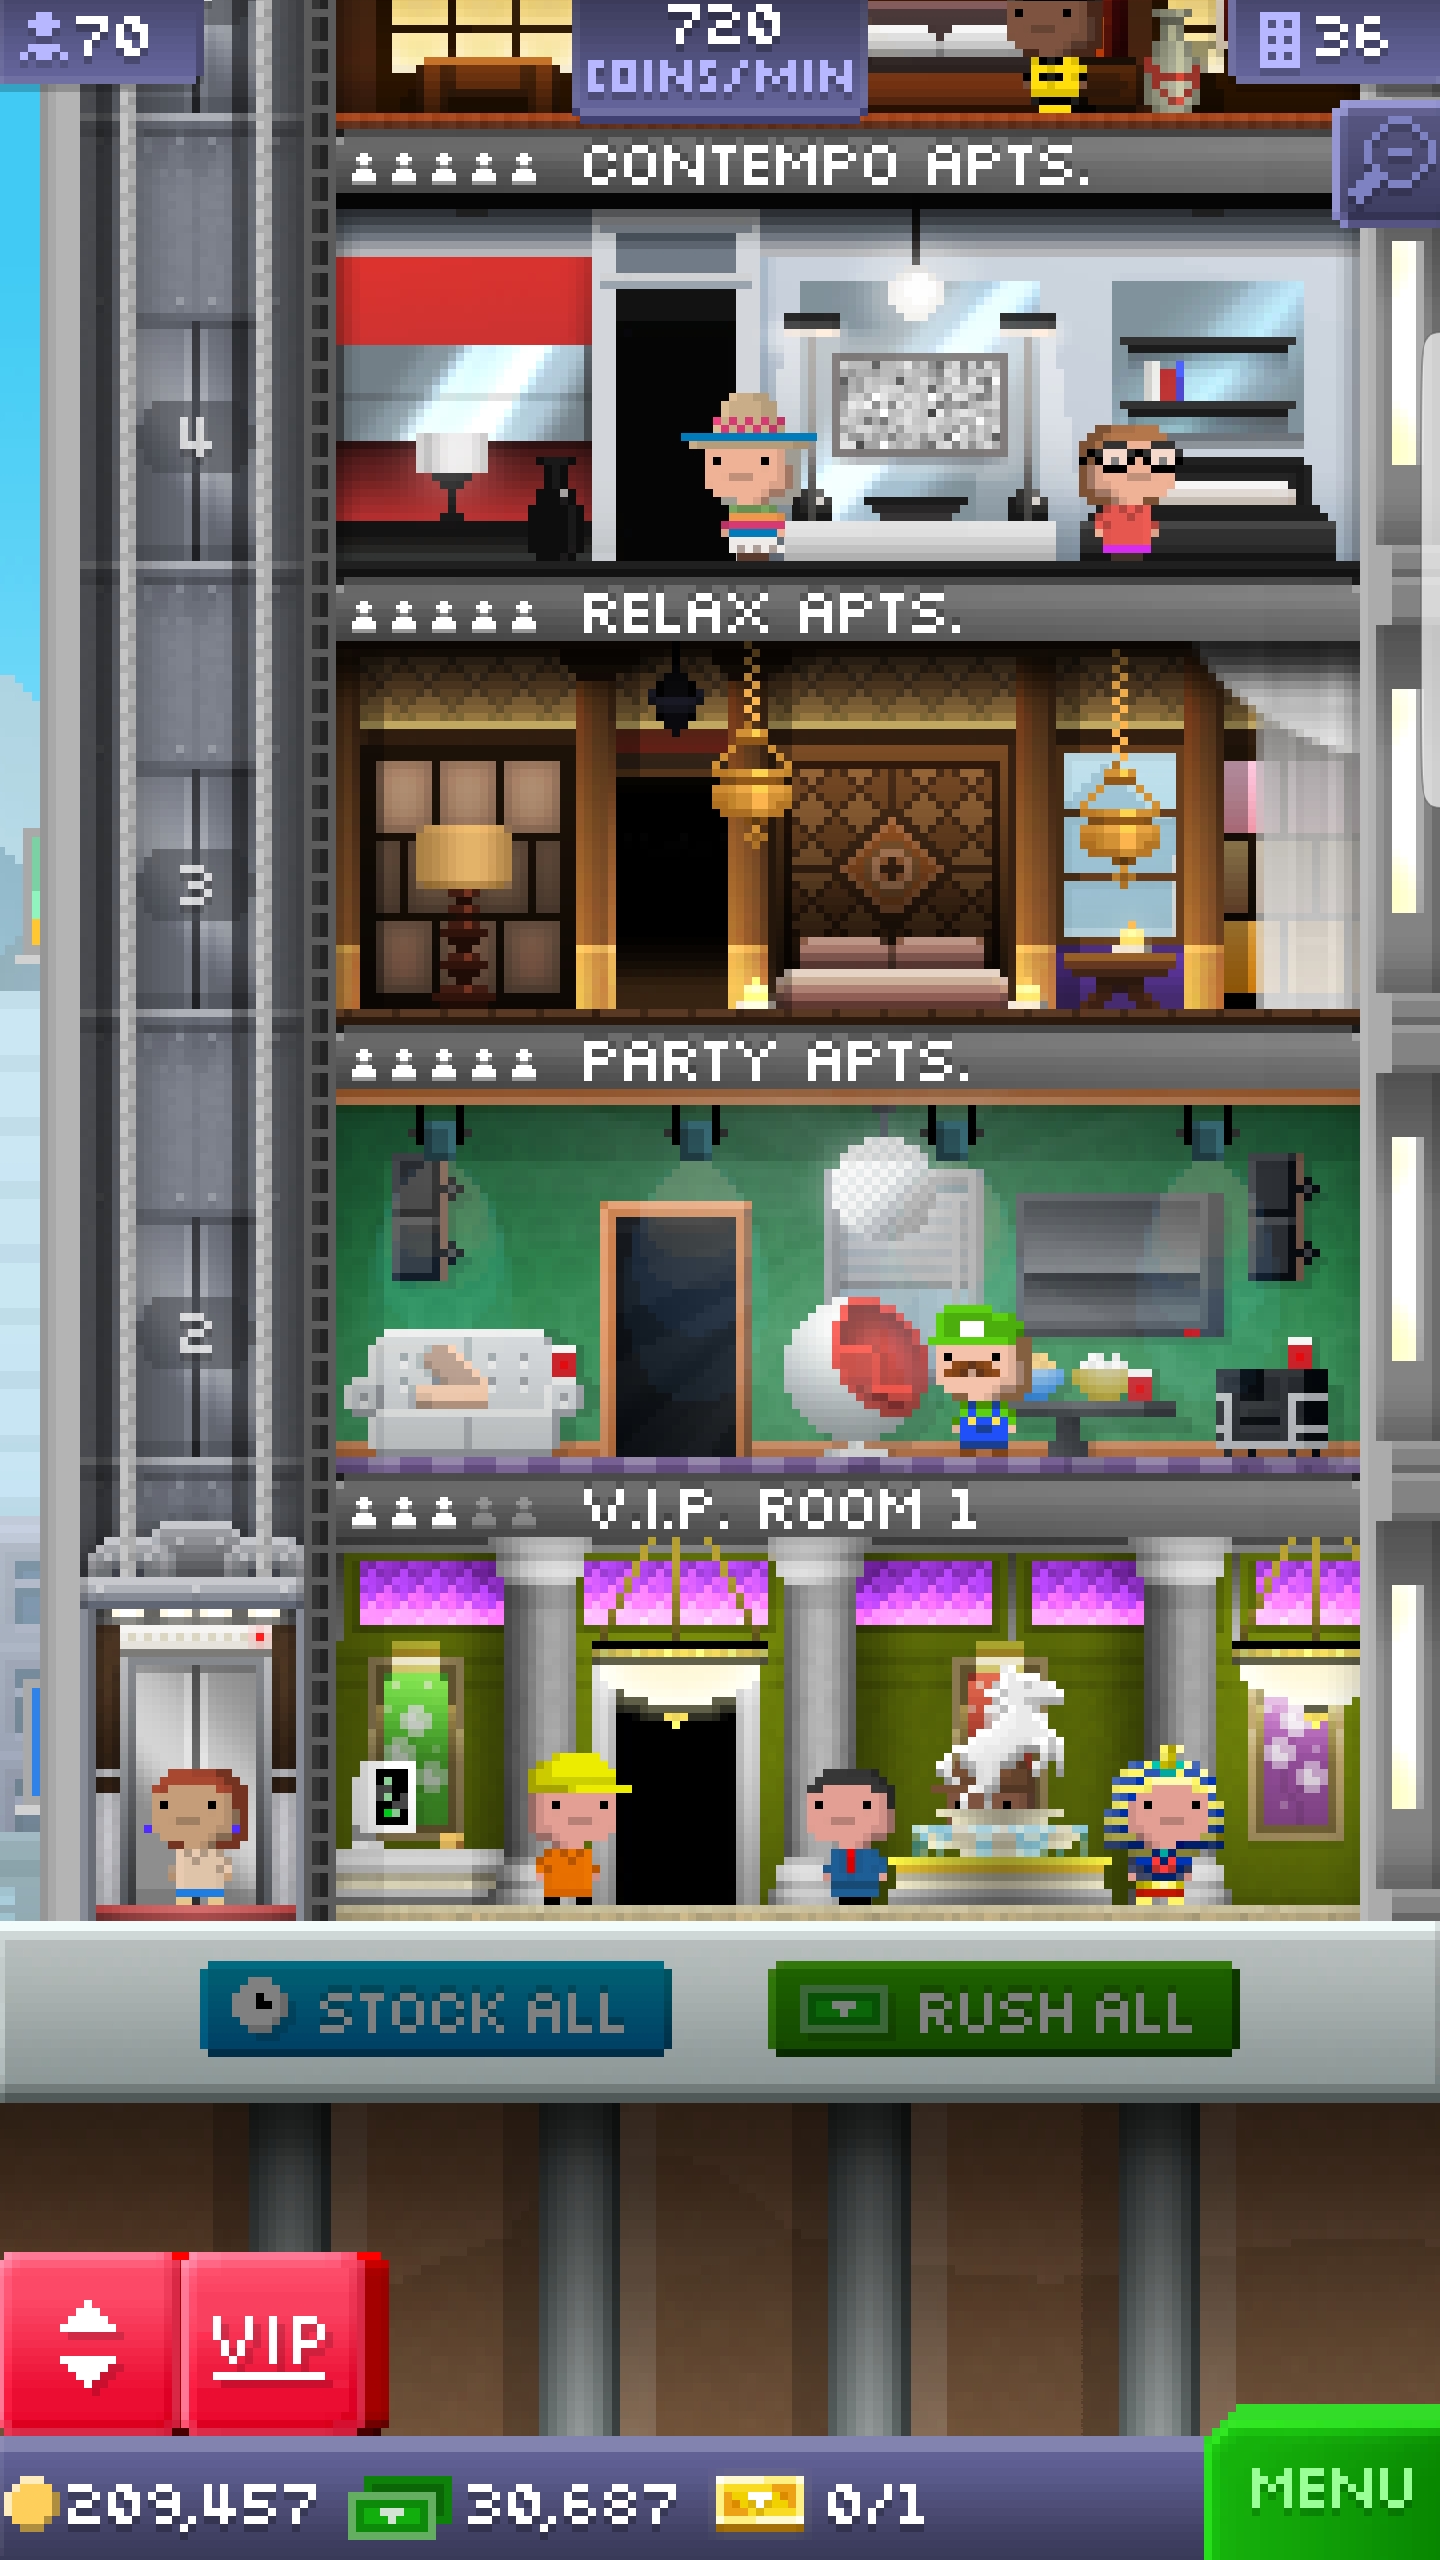 70
720
COINS/MIN
36
CONTEMPO APTS.
4
RELAX APTS.
3
PARTY APTS.
2
V.I.P. ROOM 1
STOCK ALL
RUSH ALL
VIP
209,457
30,687
0/1
MENU